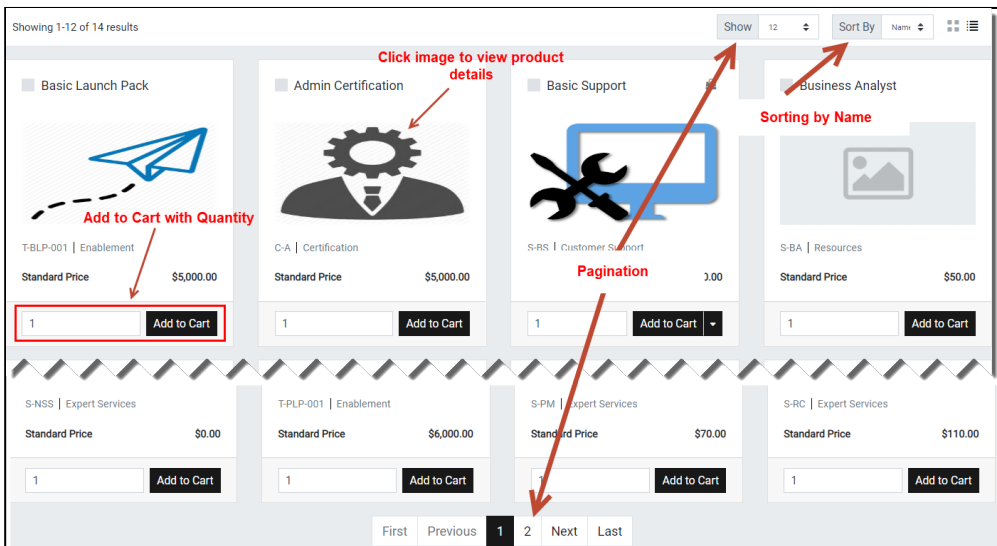 Showing 1-12 of 14 results
Show 12 Sort By
Click image to view product
details
Basic Launch Pack
Admin Certification
Basic Support
Business Analyst
Sorting by Name
Add to Cart with Quantity
T-BLP-001 | Enablement
C-A | Certification
S-BS | Customer Support
S-BA | Resources
Pagination
Standard Price $5,000.00
Standard Price $5,000.00
.00
Standard Price $50.00
1 Add to Cart
1 Add to Cart
1 Add to Cart
1 Add to Cart
S-NSS | Expert Services
T-PLP-001 | Enablement
S-PM | Expert Services
S-RC | Expert Services
Standard Price $0.00
Standard Price $6,000.00
Standard Price $70.00
Standard Price $110.00
1 Add to Cart
1 Add to Cart
1 Add to Cart
1 Add to Cart
First Previous 1 2 Next Last